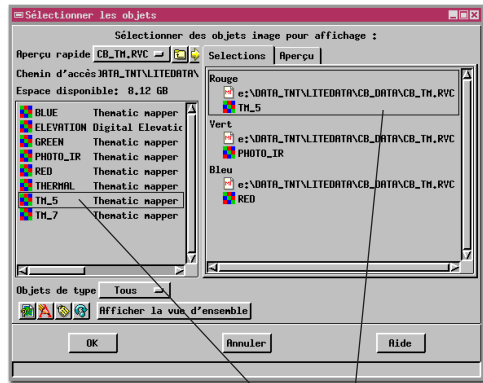 Sélectionner les objets
Sélectionner des objets image pour affichage :
Aperçu rapide CB_TM.RVC
Selections Aperçu
Chemin d'accès DATA_TNT\LITEDATA\
Espace disponible: 8.12 GB
BLUE Thematic mapper
ELEVATION Digital Elevatic
GREEN Thematic mapper
PHOTO_IR Thematic mapper
RED Thematic mapper
THERMAL Thematic mapper
TM_5 Thematic mapper
TM_7 Thematic mapper
Rouge
e:\DATA_TNT\LITEDATA\CB_DATA\CB_TM.RVC
TM_5
Vert
e:\DATA_TNT\LITEDATA\CB_DATA\CB_TM.RVC
PHOTO_IR
Bleu
e:\DATA_TNT\LITEDATA\CB_DATA\CB_TM.RVC
RED
Objets de type Tous
Afficher la vue d'ensemble
OK Annuler Aide